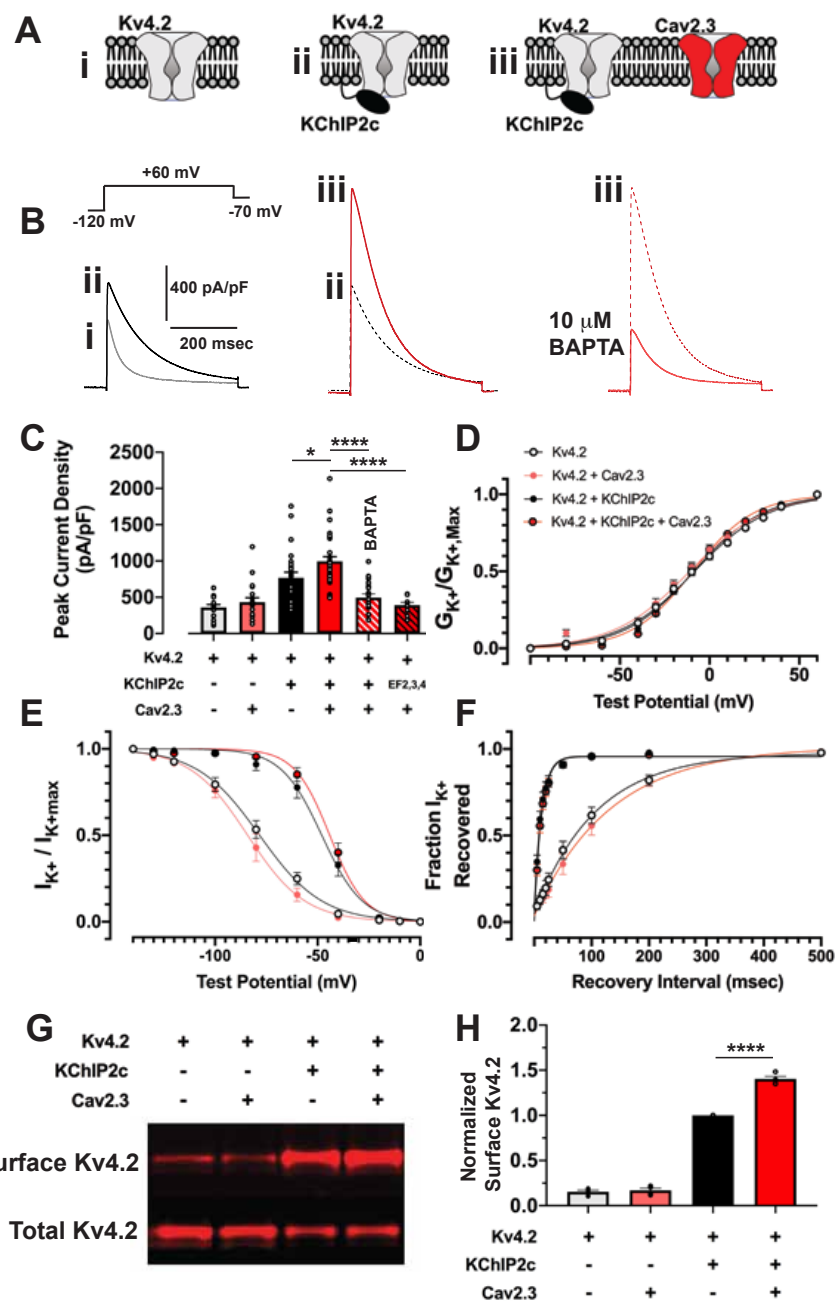 A
Kv4.2
i
Kv4.2
ii
KChIP2c
Kv4.2
Cav2.3
iii
KChIP2c
B
+60 mV
-120 mV
-70 mV
ii
i
400 pA/pF
200 msec
iii
ii
iii
10 μM
BAPTA
C
Peak Current Density
(pA/pF)
2500
2000
1500
1000
500
0
*
****
****
BAPTA
Kv4.2 + + + + + +
KChIP2c - - + + + EF2,3,4
Cav2.3 - + - + + +
D
Kv4.2
Kv4.2 + Cav2.3
Kv4.2 + KChIP2c
Kv4.2 + KChIP2c + Cav2.3
GK+/GK+,Max
1.0
0.5
0.0
-50 0 50
Test Potential (mV)
E
IK+ / IK+max
1.0
0.5
0.0
-100 -50 0
Test Potential (mV)
F
Fraction IK+
Recovered
1.0
0.5
0.0
100 200 300 400 500
Recovery Interval (msec)
G
Kv4.2 + + + +
KChIP2c - - + +
Cav2.3 - + - +
urface Kv4.2
Total Kv4.2
H
Normalized
Surface Kv4.2
2.0
1.5
1.0
0.5
0.0
****
Kv4.2 + + + +
KChIP2c - - + +
Cav2.3 - + - +